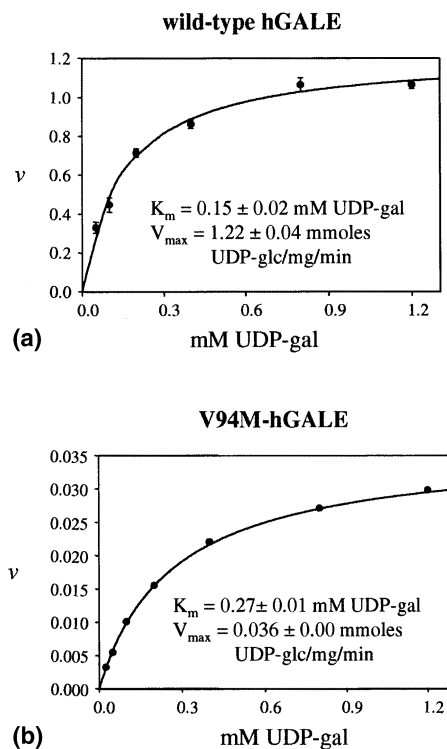 wild-type hGALE
1.2
1.0
0.8
0.6
0.4
0.2
0.0
v
K_m = 0.15 ± 0.02 mM UDP-gal
V_max = 1.22 ± 0.04 mmoles
UDP-glc/mg/min
0.0 0.3 0.6 0.9 1.2
(a)
mM UDP-gal
V94M-hGALE
0.035
0.030
0.025
0.020
0.015
0.010
0.005
0.000
v
K_m = 0.27± 0.01 mM UDP-gal
V_max = 0.036 ± 0.00 mmoles
UDP-glc/mg/min
0.0 0.3 0.6 0.9 1.2
(b)
mM UDP-gal